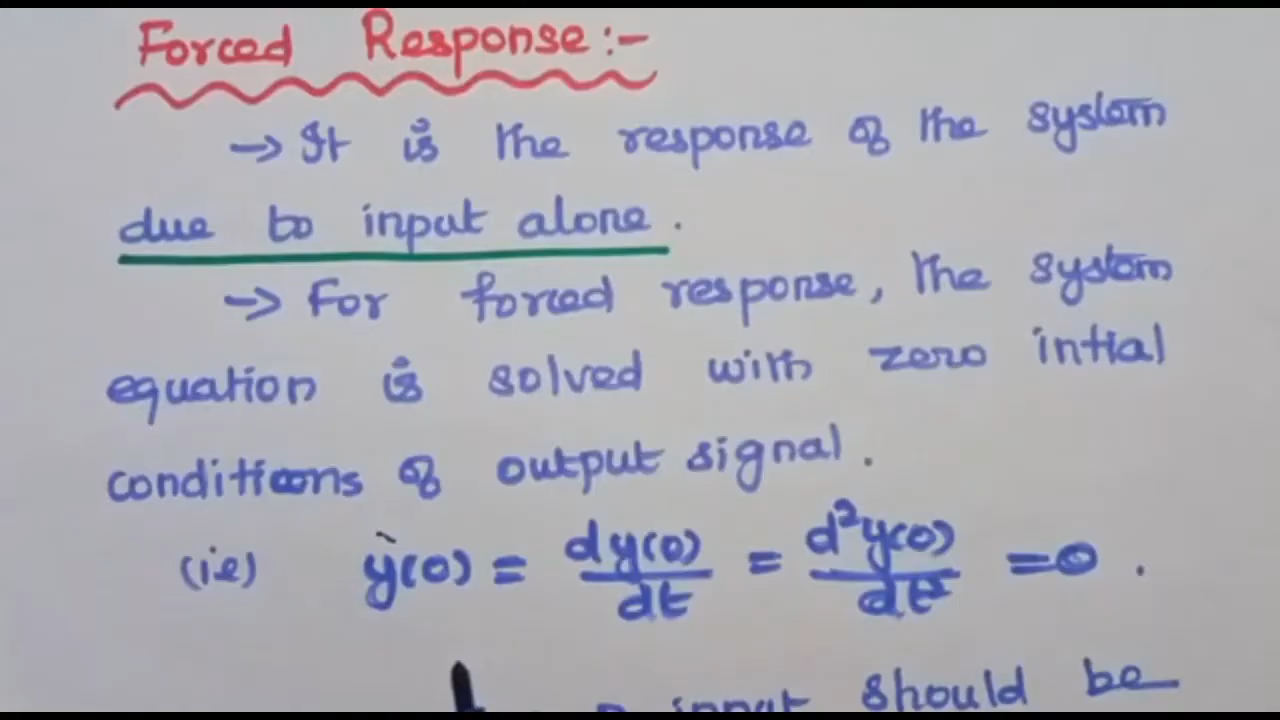 Forced Response:-
→ It is the response of the system
due to input alone.
→ For forced response, the system
equation is solved with zero intial
conditions of output signal.
(ie) y(0) = dy(0)/dt = d²y(0)/dt² = 0.
input should be